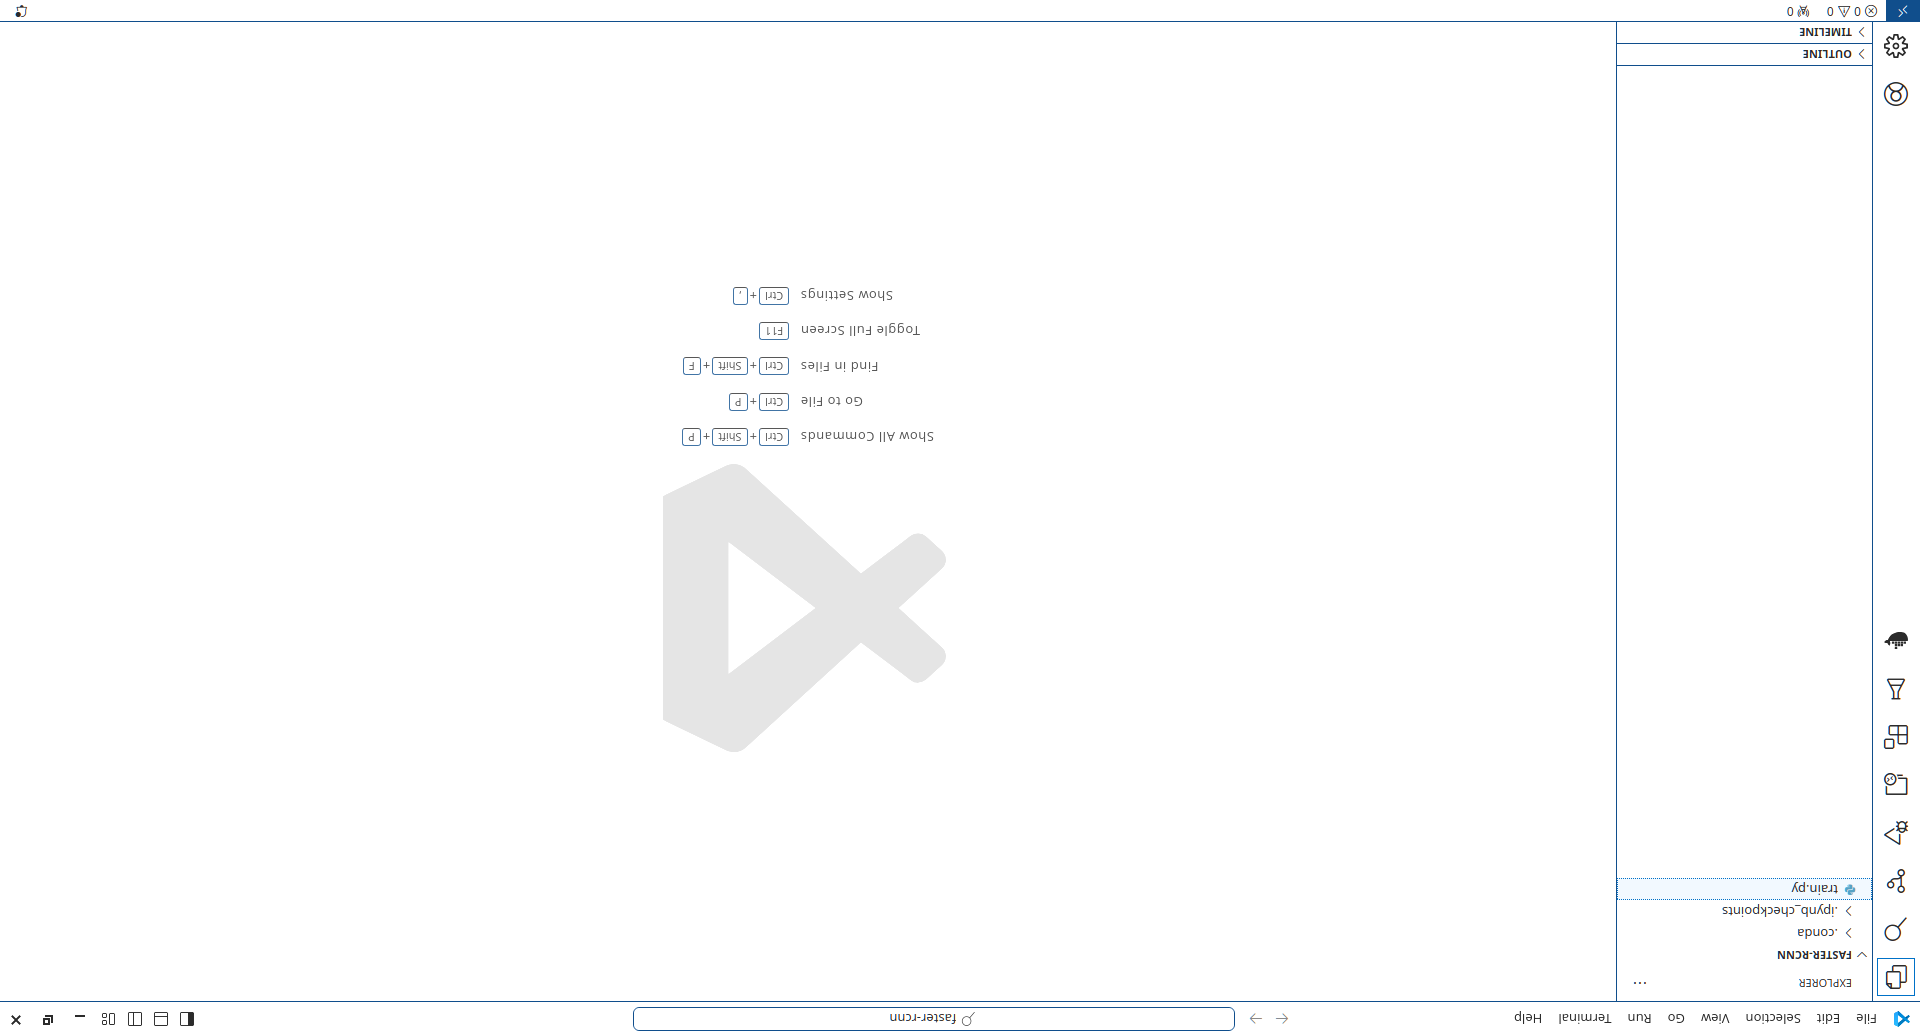 File Edit Selection View Go Run Terminal Help
faster-rcnn
EXPLORER
FASTER-RCNN
.conda
.ipynb_checkpoints
train.py
Show All Commands Ctrl + Shift + P
Go to File Ctrl + P
Find in Files Ctrl + Shift + F
Toggle Full Screen F11
Show Settings Ctrl + ,
OUTLINE
TIMELINE
0 0 0